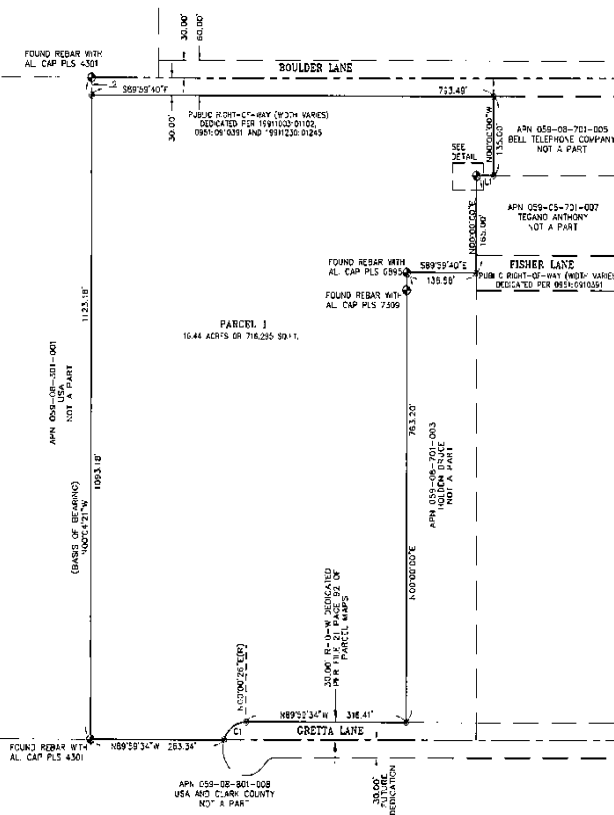 30.00'
60.00'
FOUND REBAR WITH
AL. CAP PLS 4301
BOULDER LANE
S89°59'40"E
763.49'
PUBLIC RIGHT-OF-WAY (WIDTH VARIES)
DEDICATED PER 19911003:01102,
0951:0910391 AND 19911230:01245
30.00'
N00°00'00"W
135.00'
APN 059-08-701-005
BELL TELEPHONE COMPANY
NOT A PART
SEE
DETAIL
L1
N00°00'00"E
165.00'
APN 059-08-701-007
TEGANO ANTHONY
NOT A PART
FOUND REBAR WITH
AL. CAP PLS 6895
S89°59'40"E
136.58'
FISHER LANE
PUBLIC RIGHT-OF-WAY (WIDTH VARIES)
DEDICATED PER 0951:0910391
FOUND REBAR WITH
AL. CAP PLS 7309
1123.18'
PARCEL 1
16.44 ACRES OR 716,295 SQ.FT.
APN 059-08-301-001
USA
NOT A PART
763.20'
APN 059-08-701-003
HOLDEN BRUCE
NOT A PART
1093.18'
(BASIS OF BEARING)
N00°04'21"W
N00°00'00"E
30.00' R-O-W DEDICATED
PER FILE 21 PAGE 92 OF
PARCEL MAPS
N00°00'26"E(R)
N89°59'34"W
316.41'
C1
GRETTA LANE
FOUND REBAR WITH
AL. CAP PLS 4301
N89°59'34"W
263.34'
APN 059-08-801-008
USA AND CLARK COUNTY
NOT A PART
30.00'
FUTURE
DEDICATION